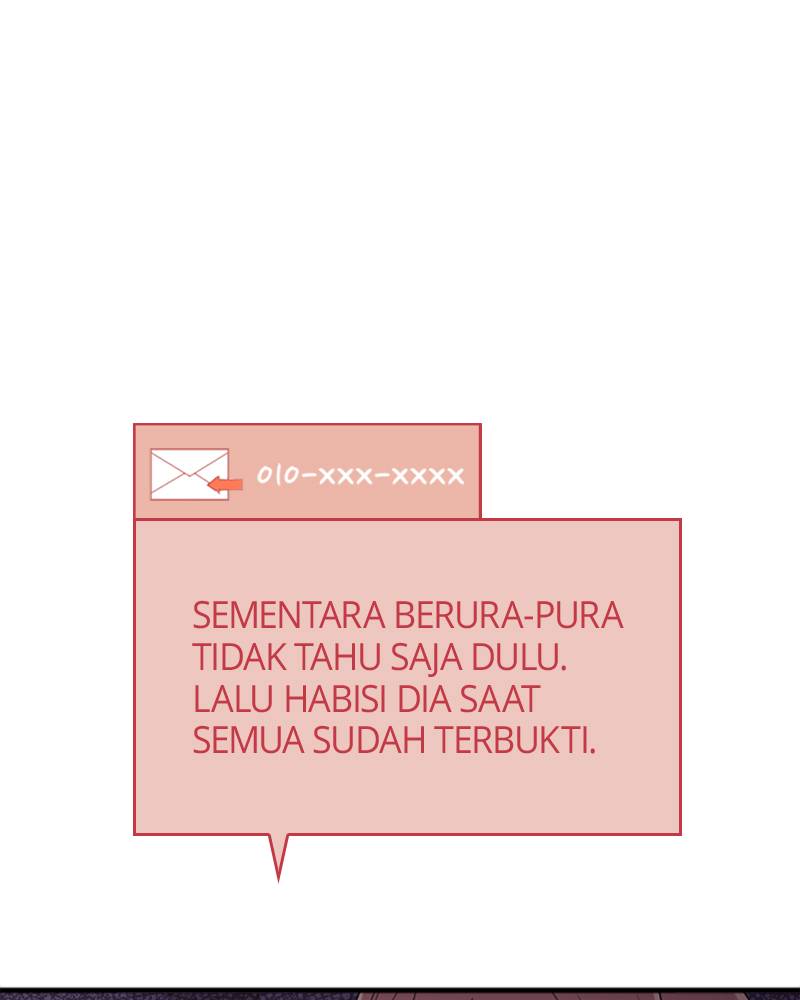 010-xxx-xxxx
SEMENTARA BERURA-PURA
TIDAK TAHU SAJA DULU.
LALU HABISI DIA SAAT
SEMUA SUDAH TERBUKTI.